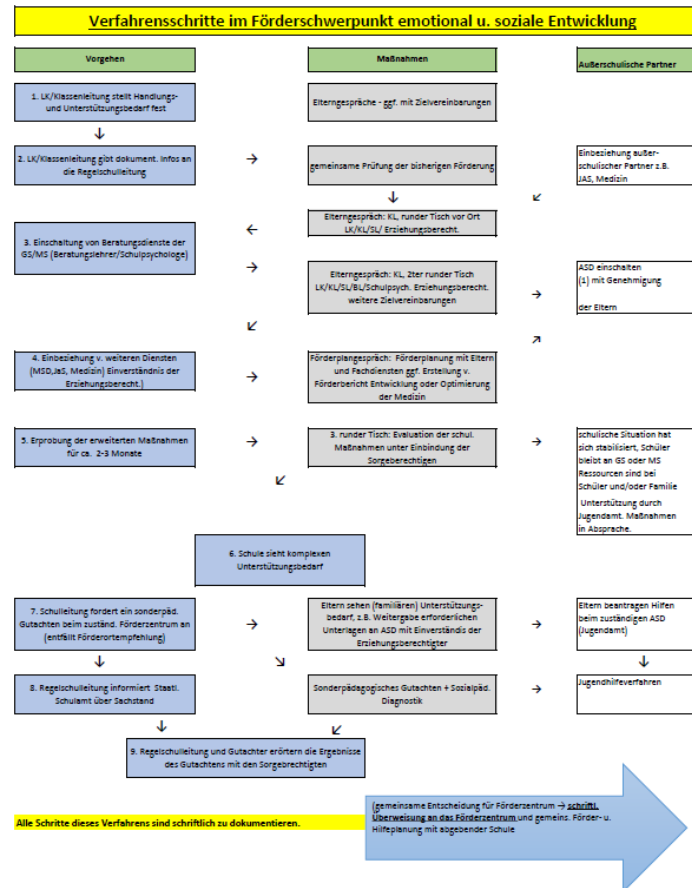 Verfahrensschritte im Förderschwerpunkt emotional u. soziale Entwicklung
Vorgehen
Maßnahmen
Außerschulische Partner
1. LK/Klassenleitung stellt Handlungs-
und Unterstützungsbedarf fest
Elterngespräche - ggf. mit Zielvereinbarungen
↓
2. LK/Klassenleitung gibt dokument. Infos an
die Regelschulleitung
→
gemeinsame Prüfung der bisherigen Förderung
Einbeziehung außer-
schulischer Partner z.B.
JAS, Medizin
↓
↙
Elterngespräch: KL, runder Tisch vor Ort
LK/KL/SL/ Erziehungsberecht.
←
3. Einschaltung von Beratungsdienste der
GS/MS (Beratungslehrer/Schulpsychologe)
→
Elterngespräch: KL, 2ter runder Tisch
LK/KL/SL/BL/Schulpsych. Erziehungsberecht.
weitere Zielvereinbarungen
→
ASD einschalten
(1) mit Genehmigung
der Eltern
↙
↗
4. Einbeziehung v. weiteren Diensten
(MSD,JaS, Medizin) Einverständnis der
Erziehungsberecht.)
→
Förderplangespräch: Förderplanung mit Eltern
und Fachdiensten ggf. Erstellung v.
Förderbericht Entwicklung oder Optimierung
der Medizin
5. Erprobung der erweiterten Maßnahmen
für ca. 2-3 Monate
→
3. runder Tisch: Evaluation der schul.
Maßnahmen unter Einbindung der
Sorgeberechtigen
→
schulische Situation hat
sich stabilisiert, Schüler
bleibt an GS oder MS
Ressourcen sind bei
Schüler und/oder Familie
Unterstützung durch
Jugendamt. Maßnahmen
in Absprache.
↙
6. Schule sieht komplexen
Unterstützungsbedarf
7. Schulleitung fordert ein sonderpäd.
Gutachten beim zuständ. Förderzentrum an
(entfällt Förderortempfehlung)
→
Eltern sehen (familiären) Unterstützungs-
bedarf, z.B. Weitergabe erforderlichen
Unterlagen an ASD mit Einverständis der
Erziehungsberechtigter
→
Eltern beantragen Hilfen
beim zuständigen ASD
(Jugendamt)
↓
↘
↓
8. Regelschulleitung informiert Staatl.
Schulamt über Sachstand
Sonderpädagogisches Gutachten + Sozialpäd.
Diagnostik
→
Jugendhilfeverfahren
↓
↙
9. Regelschulleitung und Gutachter erörtern die Ergebnisse
des Gutachtens mit den Sorgebrechtigten
Alle Schritte dieses Verfahrens sind schriftlich zu dokumentieren.
(gemeinsame Entscheidung für Förderzentrum → schriftl.
Überweisung an das Förderzentrum und gemeins. Förder- u.
Hilfeplanung mit abgebender Schule